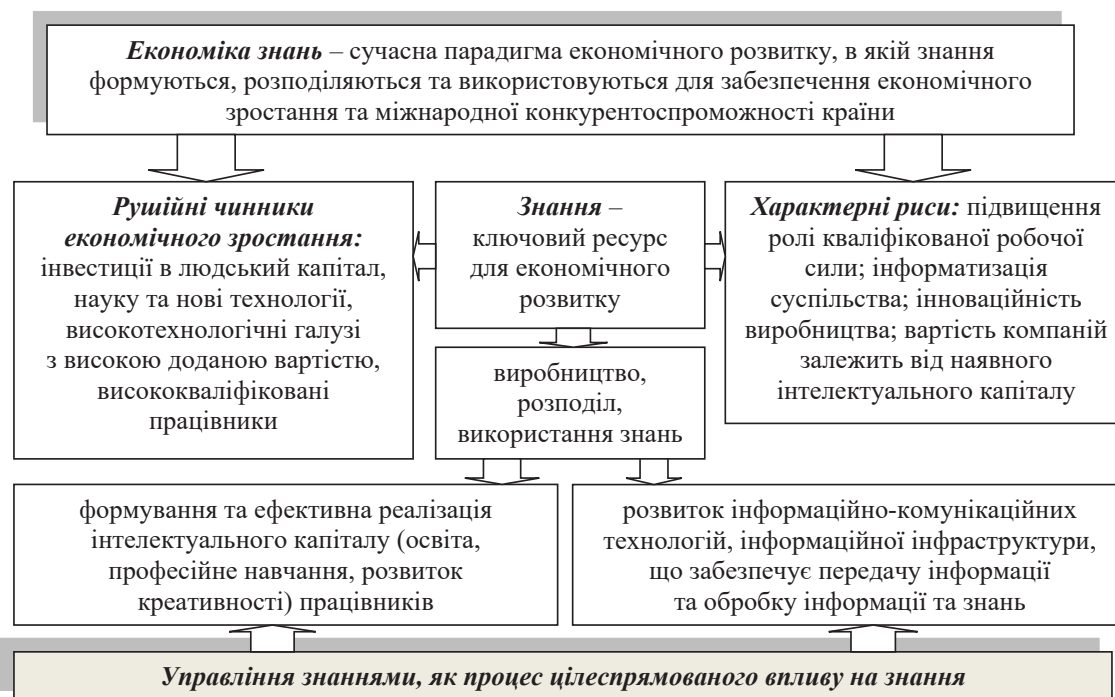 Економіка знань – сучасна парадигма економічного розвитку, в якій знання
формуються, розподіляються та використовуються для забезпечення економічного
зростання та міжнародної конкурентоспроможності країни
Рушійні чинники
економічного зростання:
інвестиції в людський капітал,
науку та нові технології,
високотехнологічні галузі
з високою доданою вартістю,
висококваліфіковані
працівники
Знання –
ключовий ресурс
для економічного
розвитку
Характерні риси: підвищення
ролі кваліфікованої робочої
сили; інформатизація
суспільства; інноваційність
виробництва; вартість компаній
залежить від наявного
інтелектуального капіталу
виробництво,
розподіл,
використання знань
формування та ефективна реалізація
інтелектуального капіталу (освіта,
професійне навчання, розвиток
креативності) працівників
розвиток інформаційно-комунікаційних
технологій, інформаційної інфраструктури,
що забезпечує передачу інформації
та обробку інформації та знань
Управління знаннями, як процес цілеспрямованого впливу на знання